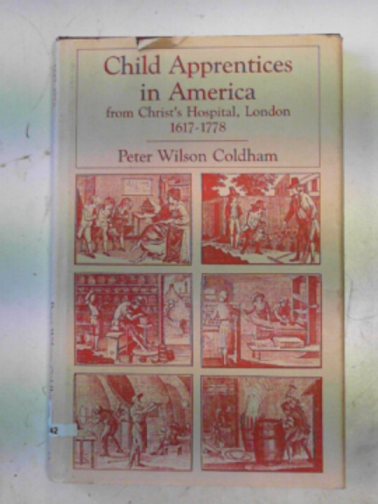 Child Apprentices
in America
from Christ's Hospital, London
1617-1778
Peter Wilson Coldham